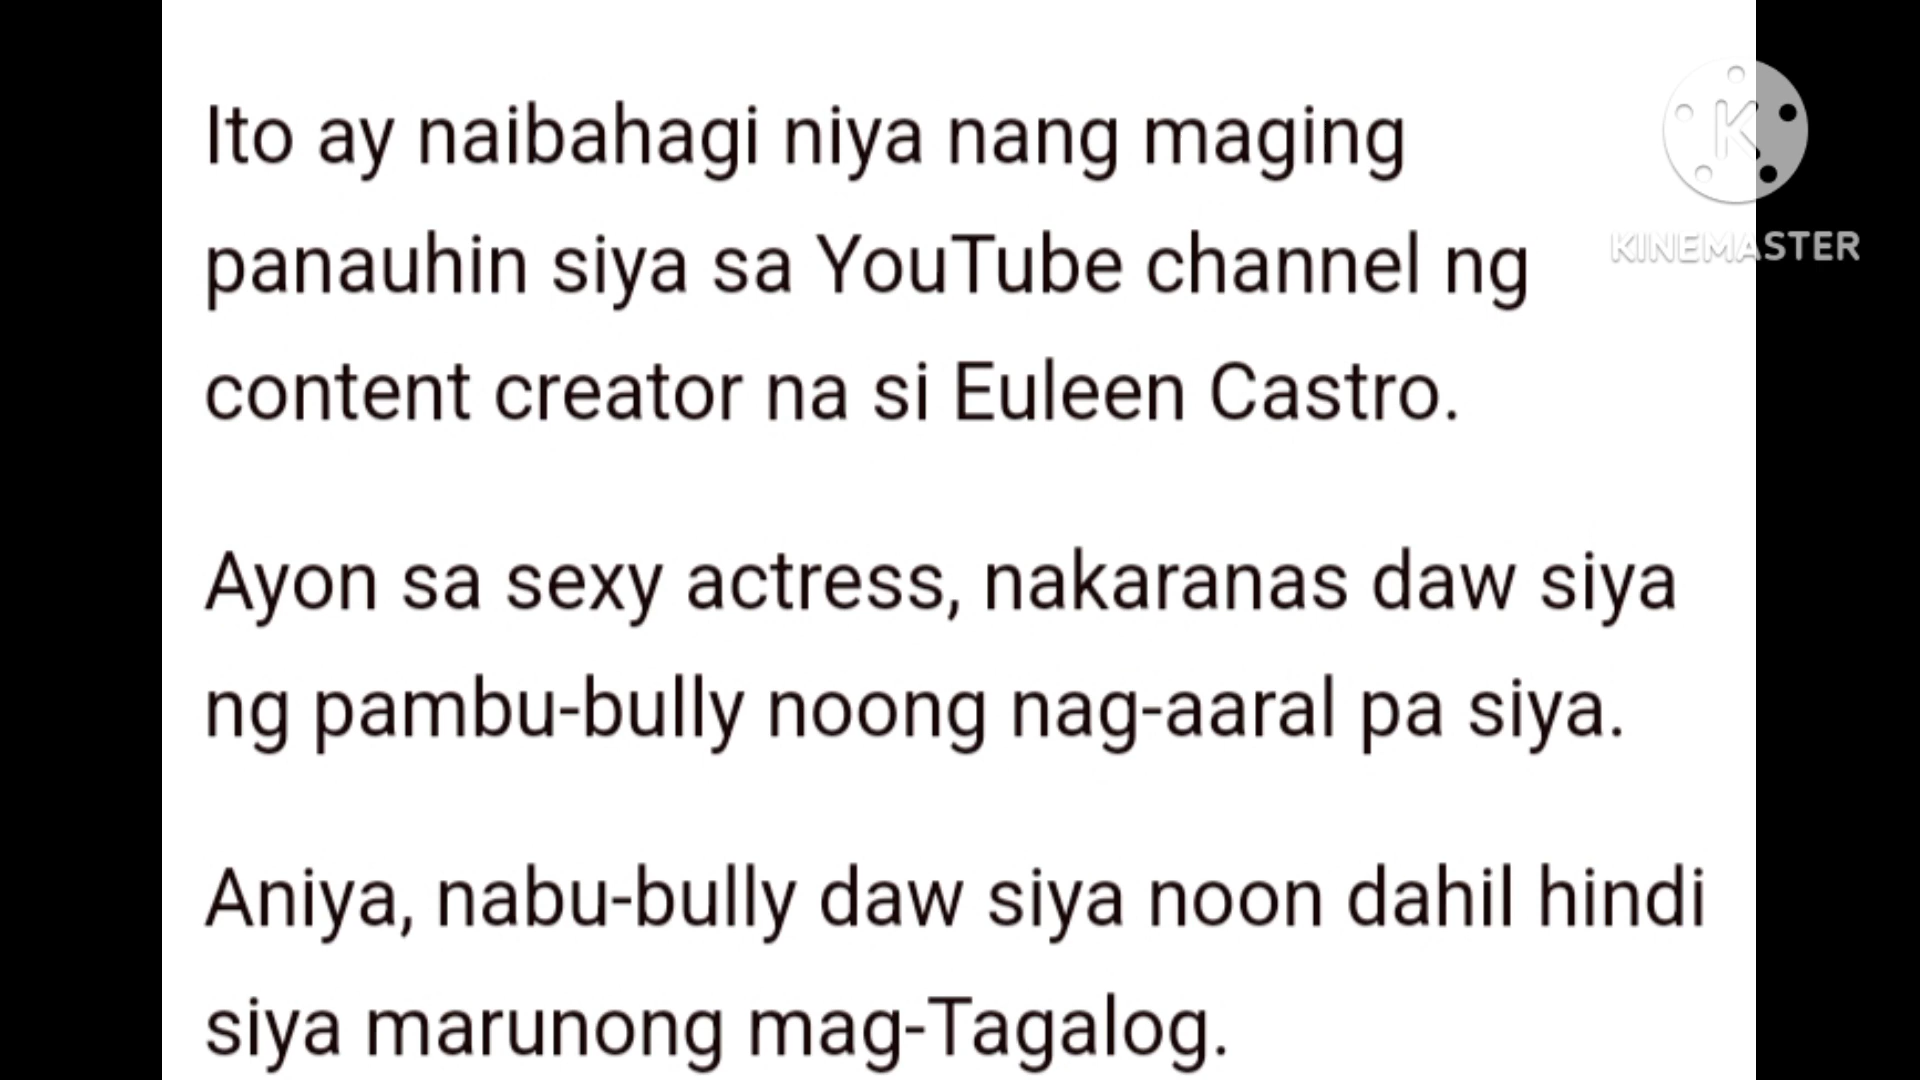 Ito ay naibahagi niya nang maging
panauhin siya sa YouTube channel ng
content creator na si Euleen Castro.
Ayon sa sexy actress, nakaranas daw siya
ng pambu-bully noong nag-aaral pa siya.
Aniya, nabu-bully daw siya noon dahil hindi
siya marunong mag-Tagalog.
K
KINEMASTER